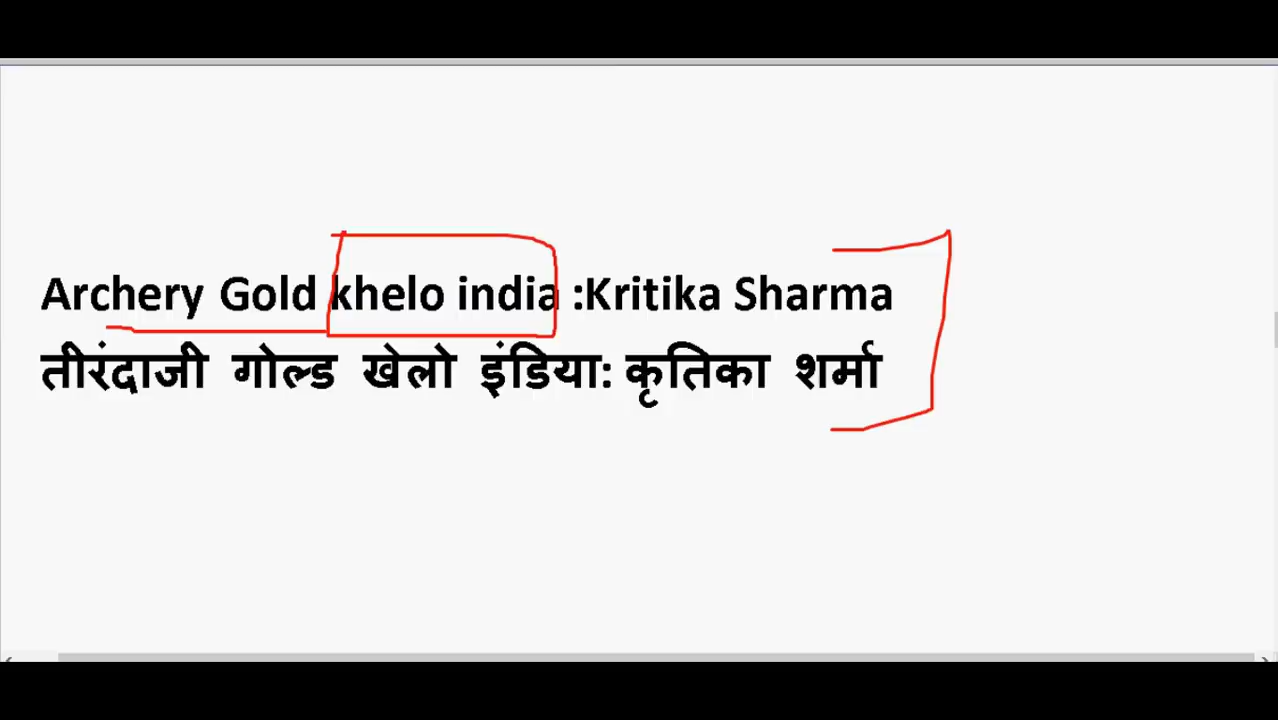 Archery Gold khelo india :Kritika Sharma
तीरंदाजी गोल्ड खेलो इंडिया: कृतिका शर्मा